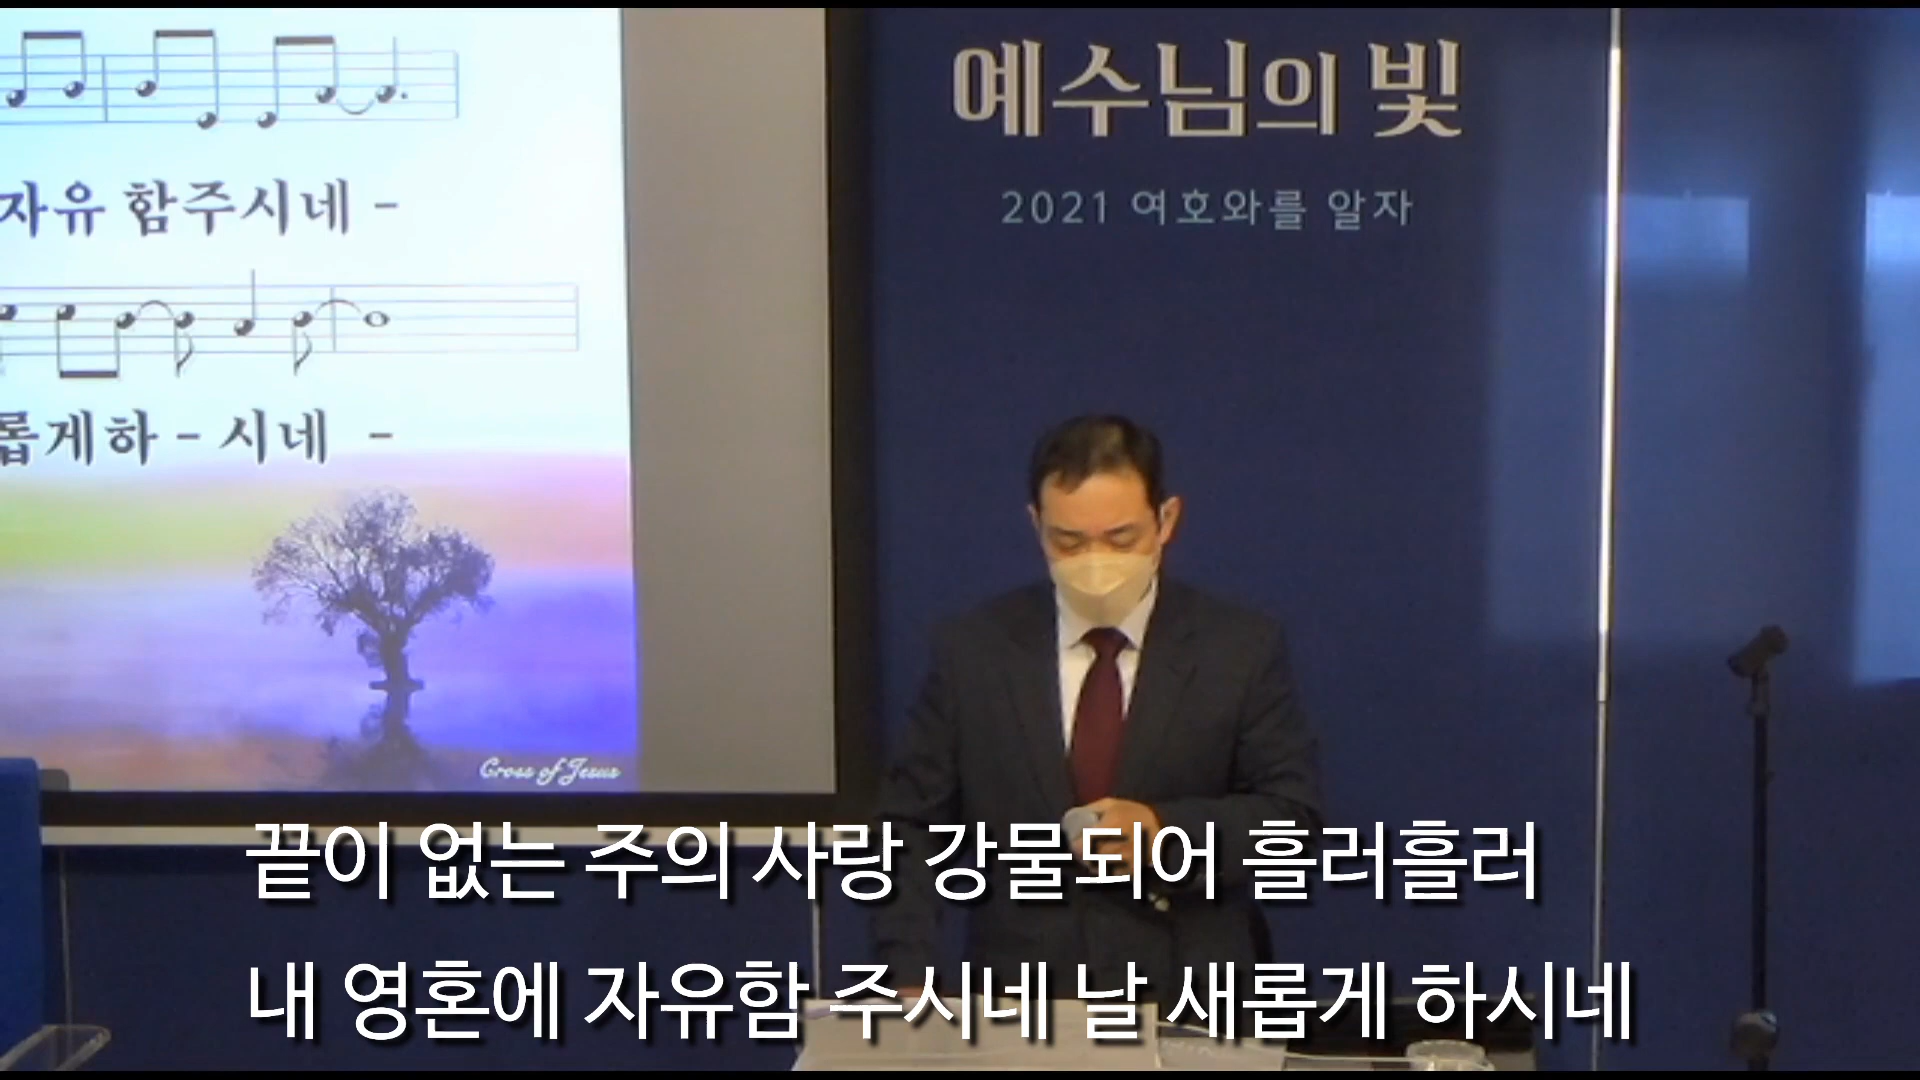 예수님의 빛
2021 여호와를 알자
자유 함주시네 -
롭게하 - 시네 -
Cross of Jesus
끝이 없는 주의 사랑 강물되어 흘러흘러
내 영혼에 자유함 주시네 날 새롭게 하시네